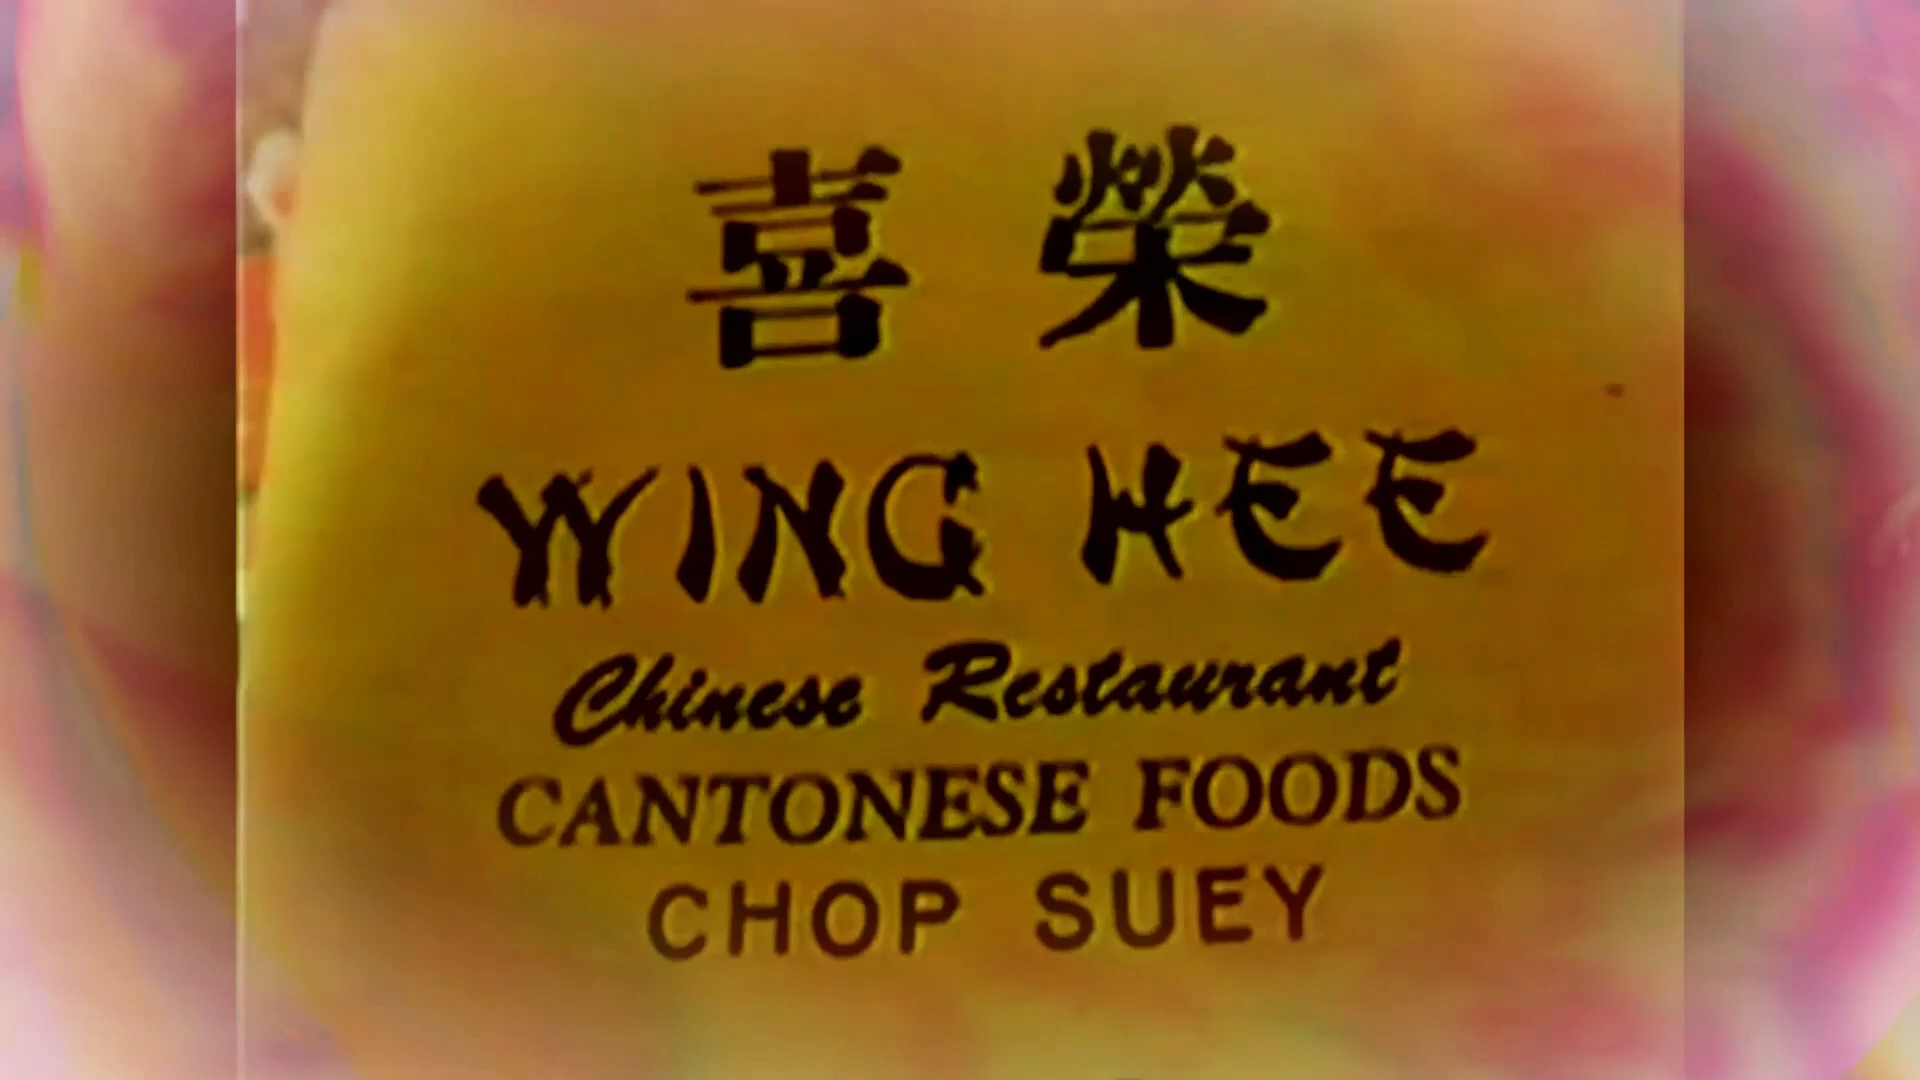 喜 榮
WING HEE
Chinese Restaurant
CANTONESE FOODS
CHOP SUEY